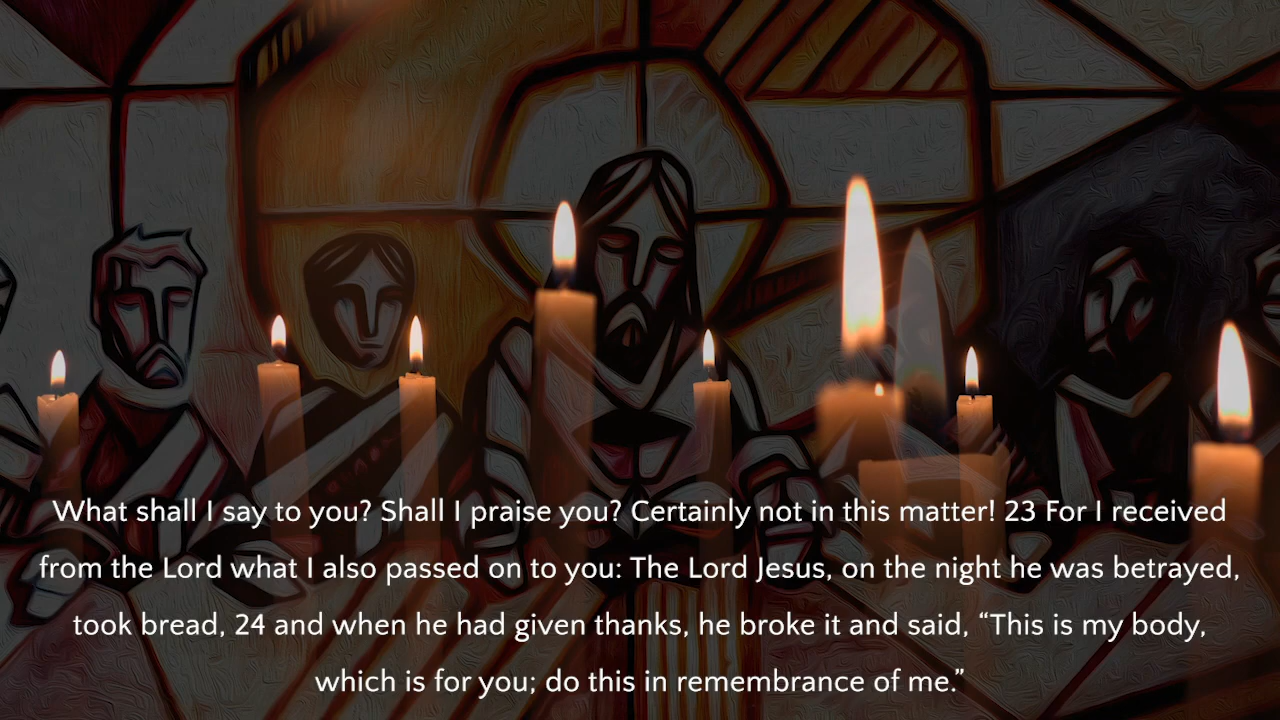 What shall I say to you? Shall I praise you? Certainly not in this matter! 23 For I received
from the Lord what I also passed on to you: The Lord Jesus, on the night he was betrayed,
took bread, 24 and when he had given thanks, he broke it and said, “This is my body,
which is for you; do this in remembrance of me.”